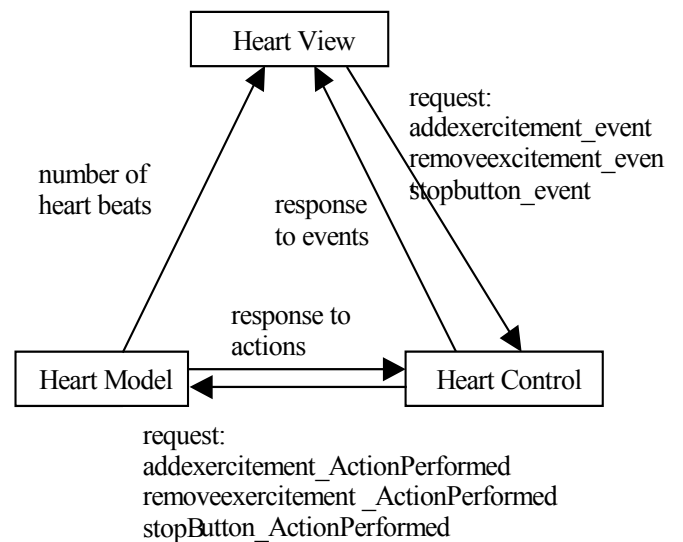 Heart View
request:
addexercitement_event
removeexcitement_even
stopbutton_event
number of
heart beats
response
to events
response to
actions
Heart Model
Heart Control
request:
addexercitement_ActionPerformed
removeexercitement _ActionPerformed
stopButton_ActionPerformed